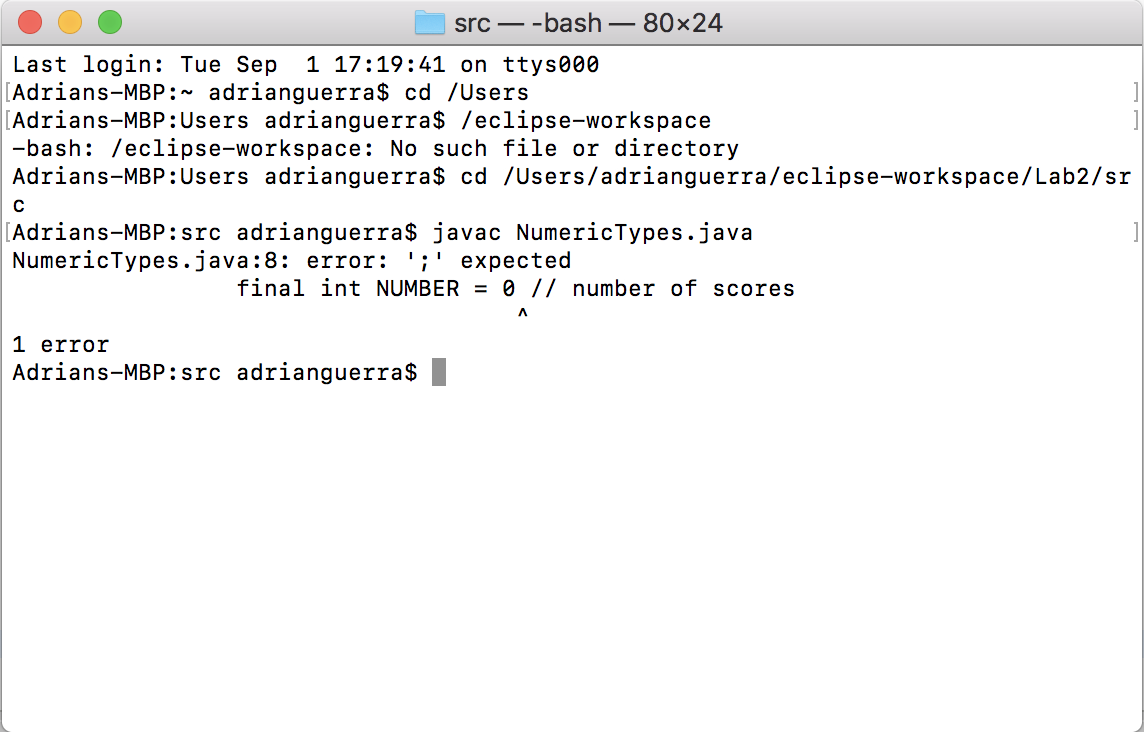 src — -bash — 80×24
Last login: Tue Sep  1 17:19:41 on ttys000
[Adrians-MBP:~ adrianguerra$ cd /Users ]
[Adrians-MBP:Users adrianguerra$ /eclipse-workspace ]
-bash: /eclipse-workspace: No such file or directory
Adrians-MBP:Users adrianguerra$ cd /Users/adrianguerra/eclipse-workspace/Lab2/sr
c
[Adrians-MBP:src adrianguerra$ javac NumericTypes.java ]
NumericTypes.java:8: error: ';' expected
                final int NUMBER = 0 // number of scores
                                    ^
1 error
Adrians-MBP:src adrianguerra$